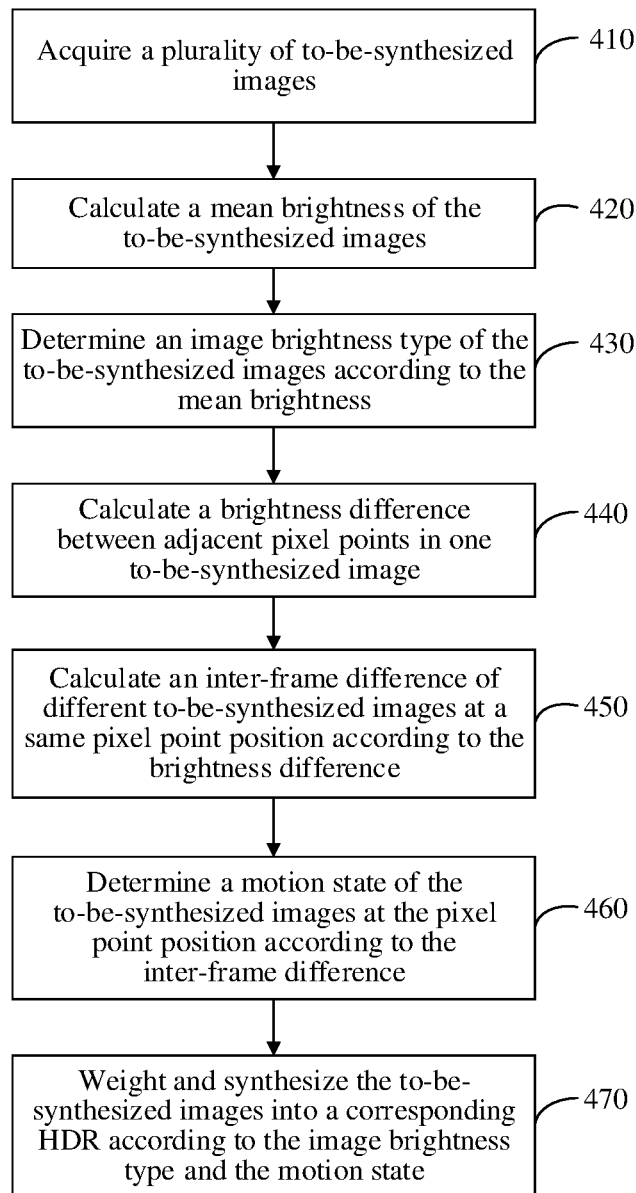 Acquire a plurality of to-be-synthesized
images
410
Calculate a mean brightness of the
to-be-synthesized images
420
Determine an image brightness type of the
to-be-synthesized images according to the
mean brightness
430
Calculate a brightness difference
between adjacent pixel points in one
to-be-synthesized image
440
Calculate an inter-frame difference of
different to-be-synthesized images at a
same pixel point position according to the
brightness difference
450
Determine a motion state of the
to-be-synthesized images at the pixel
point position according to the
inter-frame difference
460
Weight and synthesize the to-be-
synthesized images into a corresponding
HDR according to the image brightness
type and the motion state
470